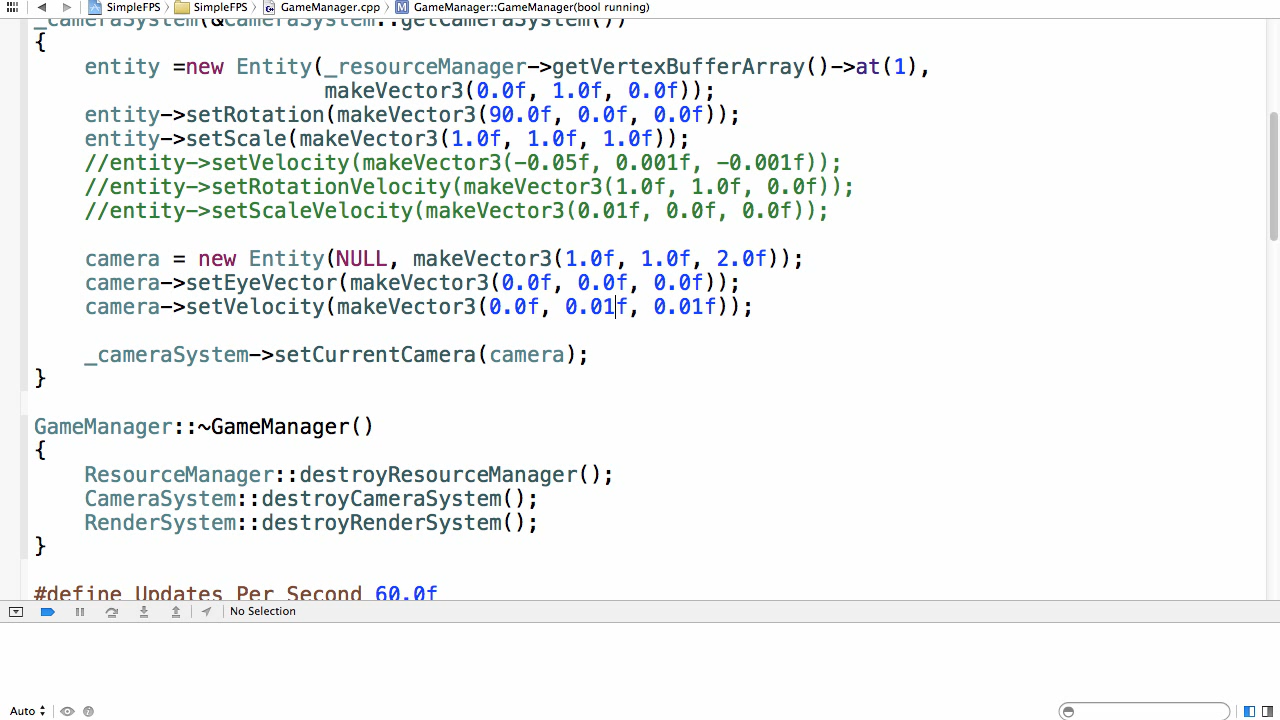 SimpleFPS SimpleFPS GameManager.cpp GameManager::GameManager(bool running)
_cameraSystem(&CameraSystem::getCameraSystem())
{
entity =new Entity(_resourceManager->getVertexBufferArray()->at(1),
makeVector3(0.0f, 1.0f, 0.0f));
entity->setRotation(makeVector3(90.0f, 0.0f, 0.0f));
entity->setScale(makeVector3(1.0f, 1.0f, 1.0f));
//entity->setVelocity(makeVector3(-0.05f, 0.001f, -0.001f));
//entity->setRotationVelocity(makeVector3(1.0f, 1.0f, 0.0f));
//entity->setScaleVelocity(makeVector3(0.01f, 0.0f, 0.0f));
camera = new Entity(NULL, makeVector3(1.0f, 1.0f, 2.0f));
camera->setEyeVector(makeVector3(0.0f, 0.0f, 0.0f));
camera->setVelocity(makeVector3(0.0f, 0.01f, 0.01f));
_cameraSystem->setCurrentCamera(camera);
}
GameManager::~GameManager()
{
ResourceManager::destroyResourceManager();
CameraSystem::destroyCameraSystem();
RenderSystem::destroyRenderSystem();
}
#define Updates_Per_Second 60.0f
No Selection
Auto